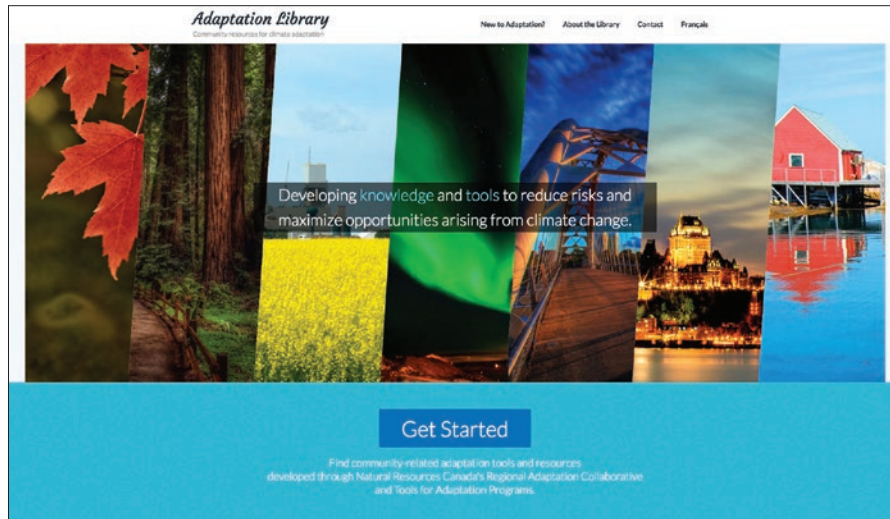 Adaptation Library
Community resources for climate adaptation
New to Adaptation? About the Library Contact Français
Developing knowledge and tools to reduce risks and
maximize opportunities arising from climate change.
Get Started
Find community-related adaptation tools and resources
developed through Natural Resources Canada's Regional Adaptation Collaborative
and Tools for Adaptation Programs.